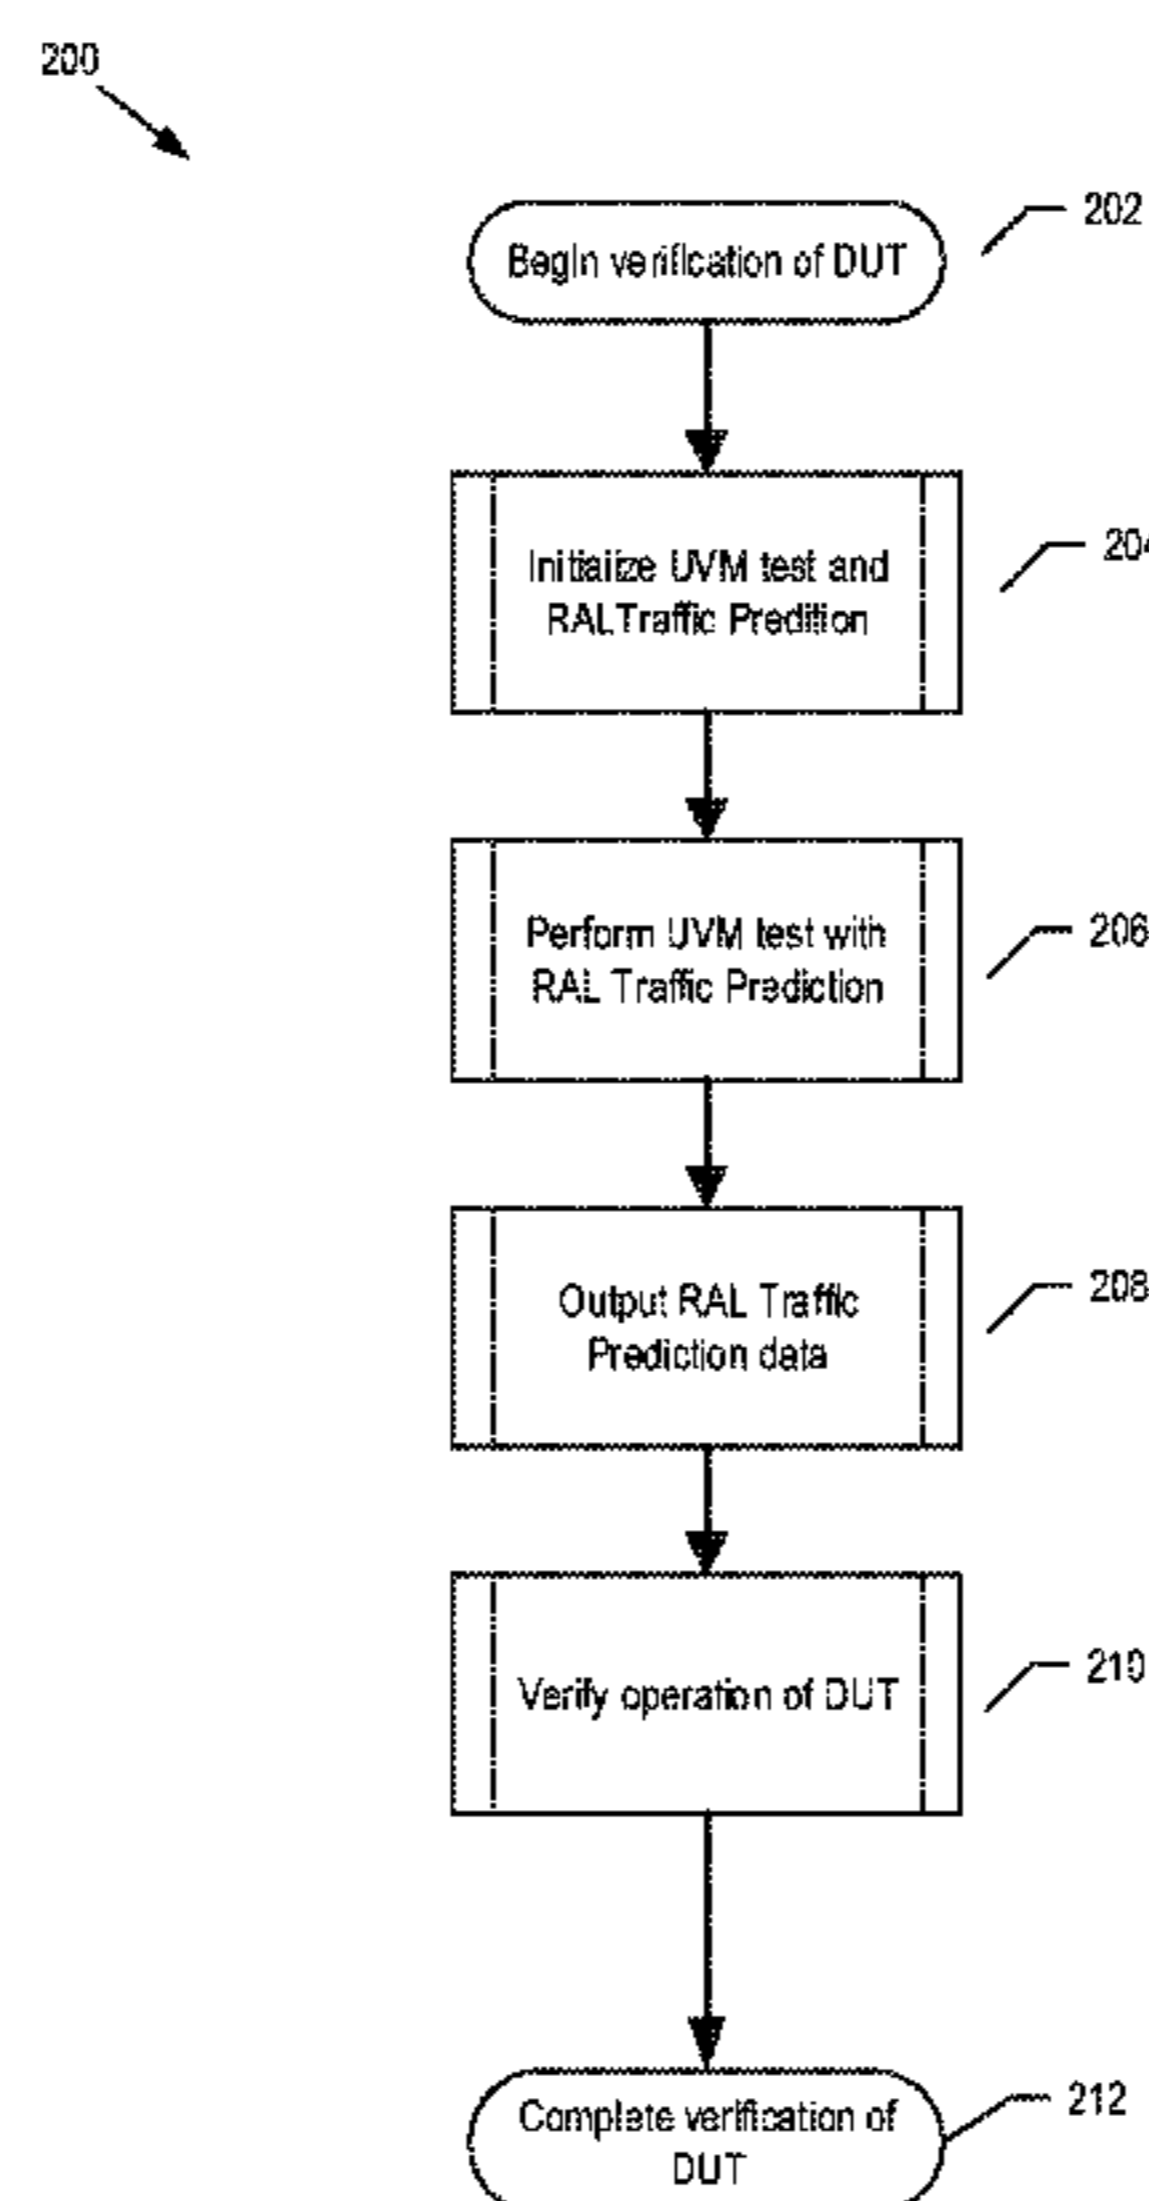 200
Begin verification of DUT
202
Initialize UVM test and
RALTraffic Predition
204
Perform UVM test with
RAL Traffic Prediction
206
Output RAL Traffic
Prediction data
208
Verify operation of DUT
210
Complete verification of
DUT
212